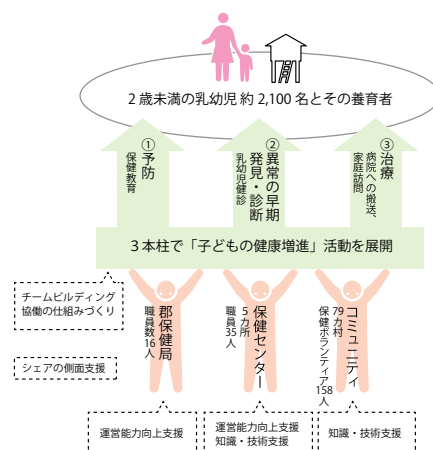 2歳未満の乳幼児 約2,100名とその養育者
①予防
保健教育
②異常の早期
発見・診断
乳幼児健診
③治療
病院への搬送、
家庭訪問
3本柱で「子どもの健康増進」活動を展開
チームビルディング
協働の仕組みづくり
シェアの側面支援
郡保健局
職員数16人
保健センター
5カ所
職員35人
コミュニティ
79カ村
保健ボランティア158人
運営能力向上支援
運営能力向上支援
知識・技術支援
知識・技術支援